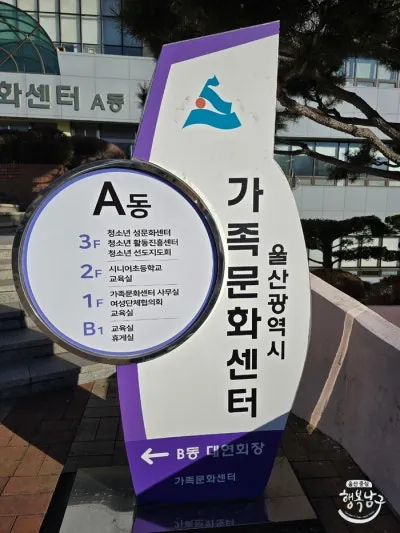 화센터 A동
A동
3F 청소년 성문화센터
청소년 활동진흥센터
청소년 선도지도회
2F 시니어초등학교
교육실
1F 가족문화센터 사무실
여성단체협의회
교육실
B1 교육실
휴게실
울산광역시
가족문화센터
← B동 대연회장
가족문화센터
울산 중심
행복남구